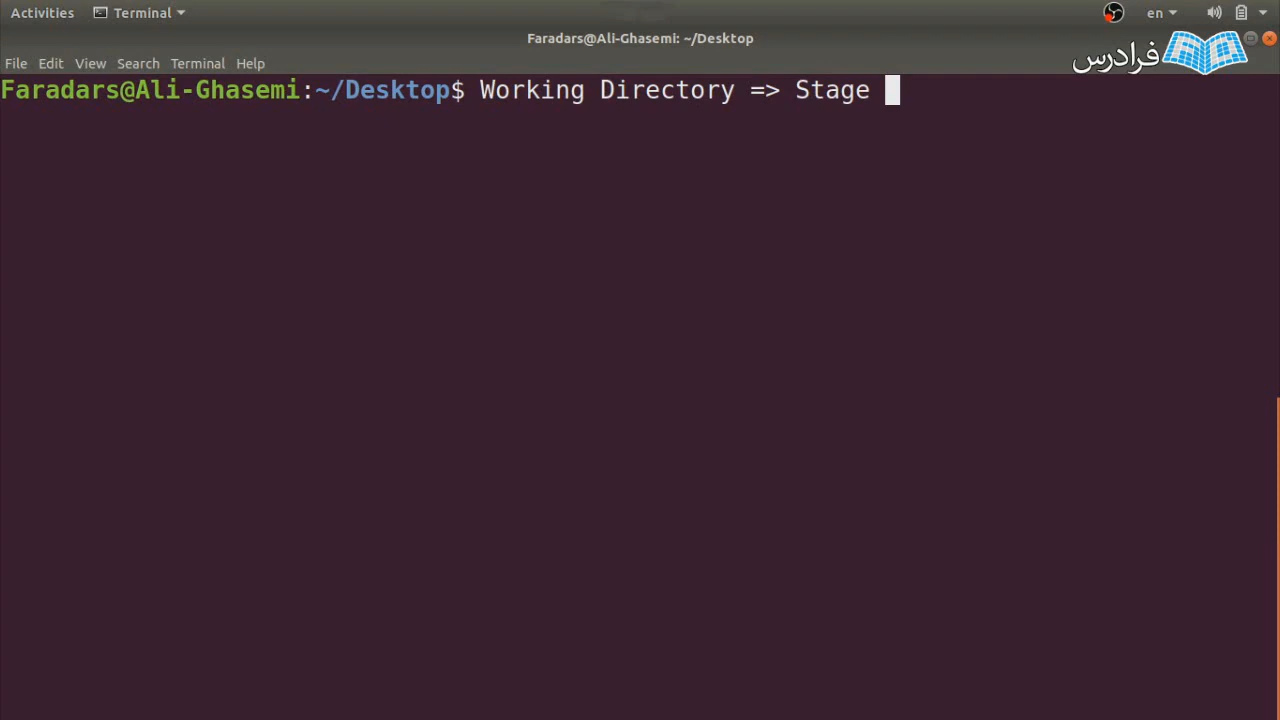 Activities Terminal en
Faradars@Ali-Ghasemi: ~/Desktop
فرادرس
File Edit View Search Terminal Help
Faradars@Ali-Ghasemi:~/Desktop$ Working Directory => Stage